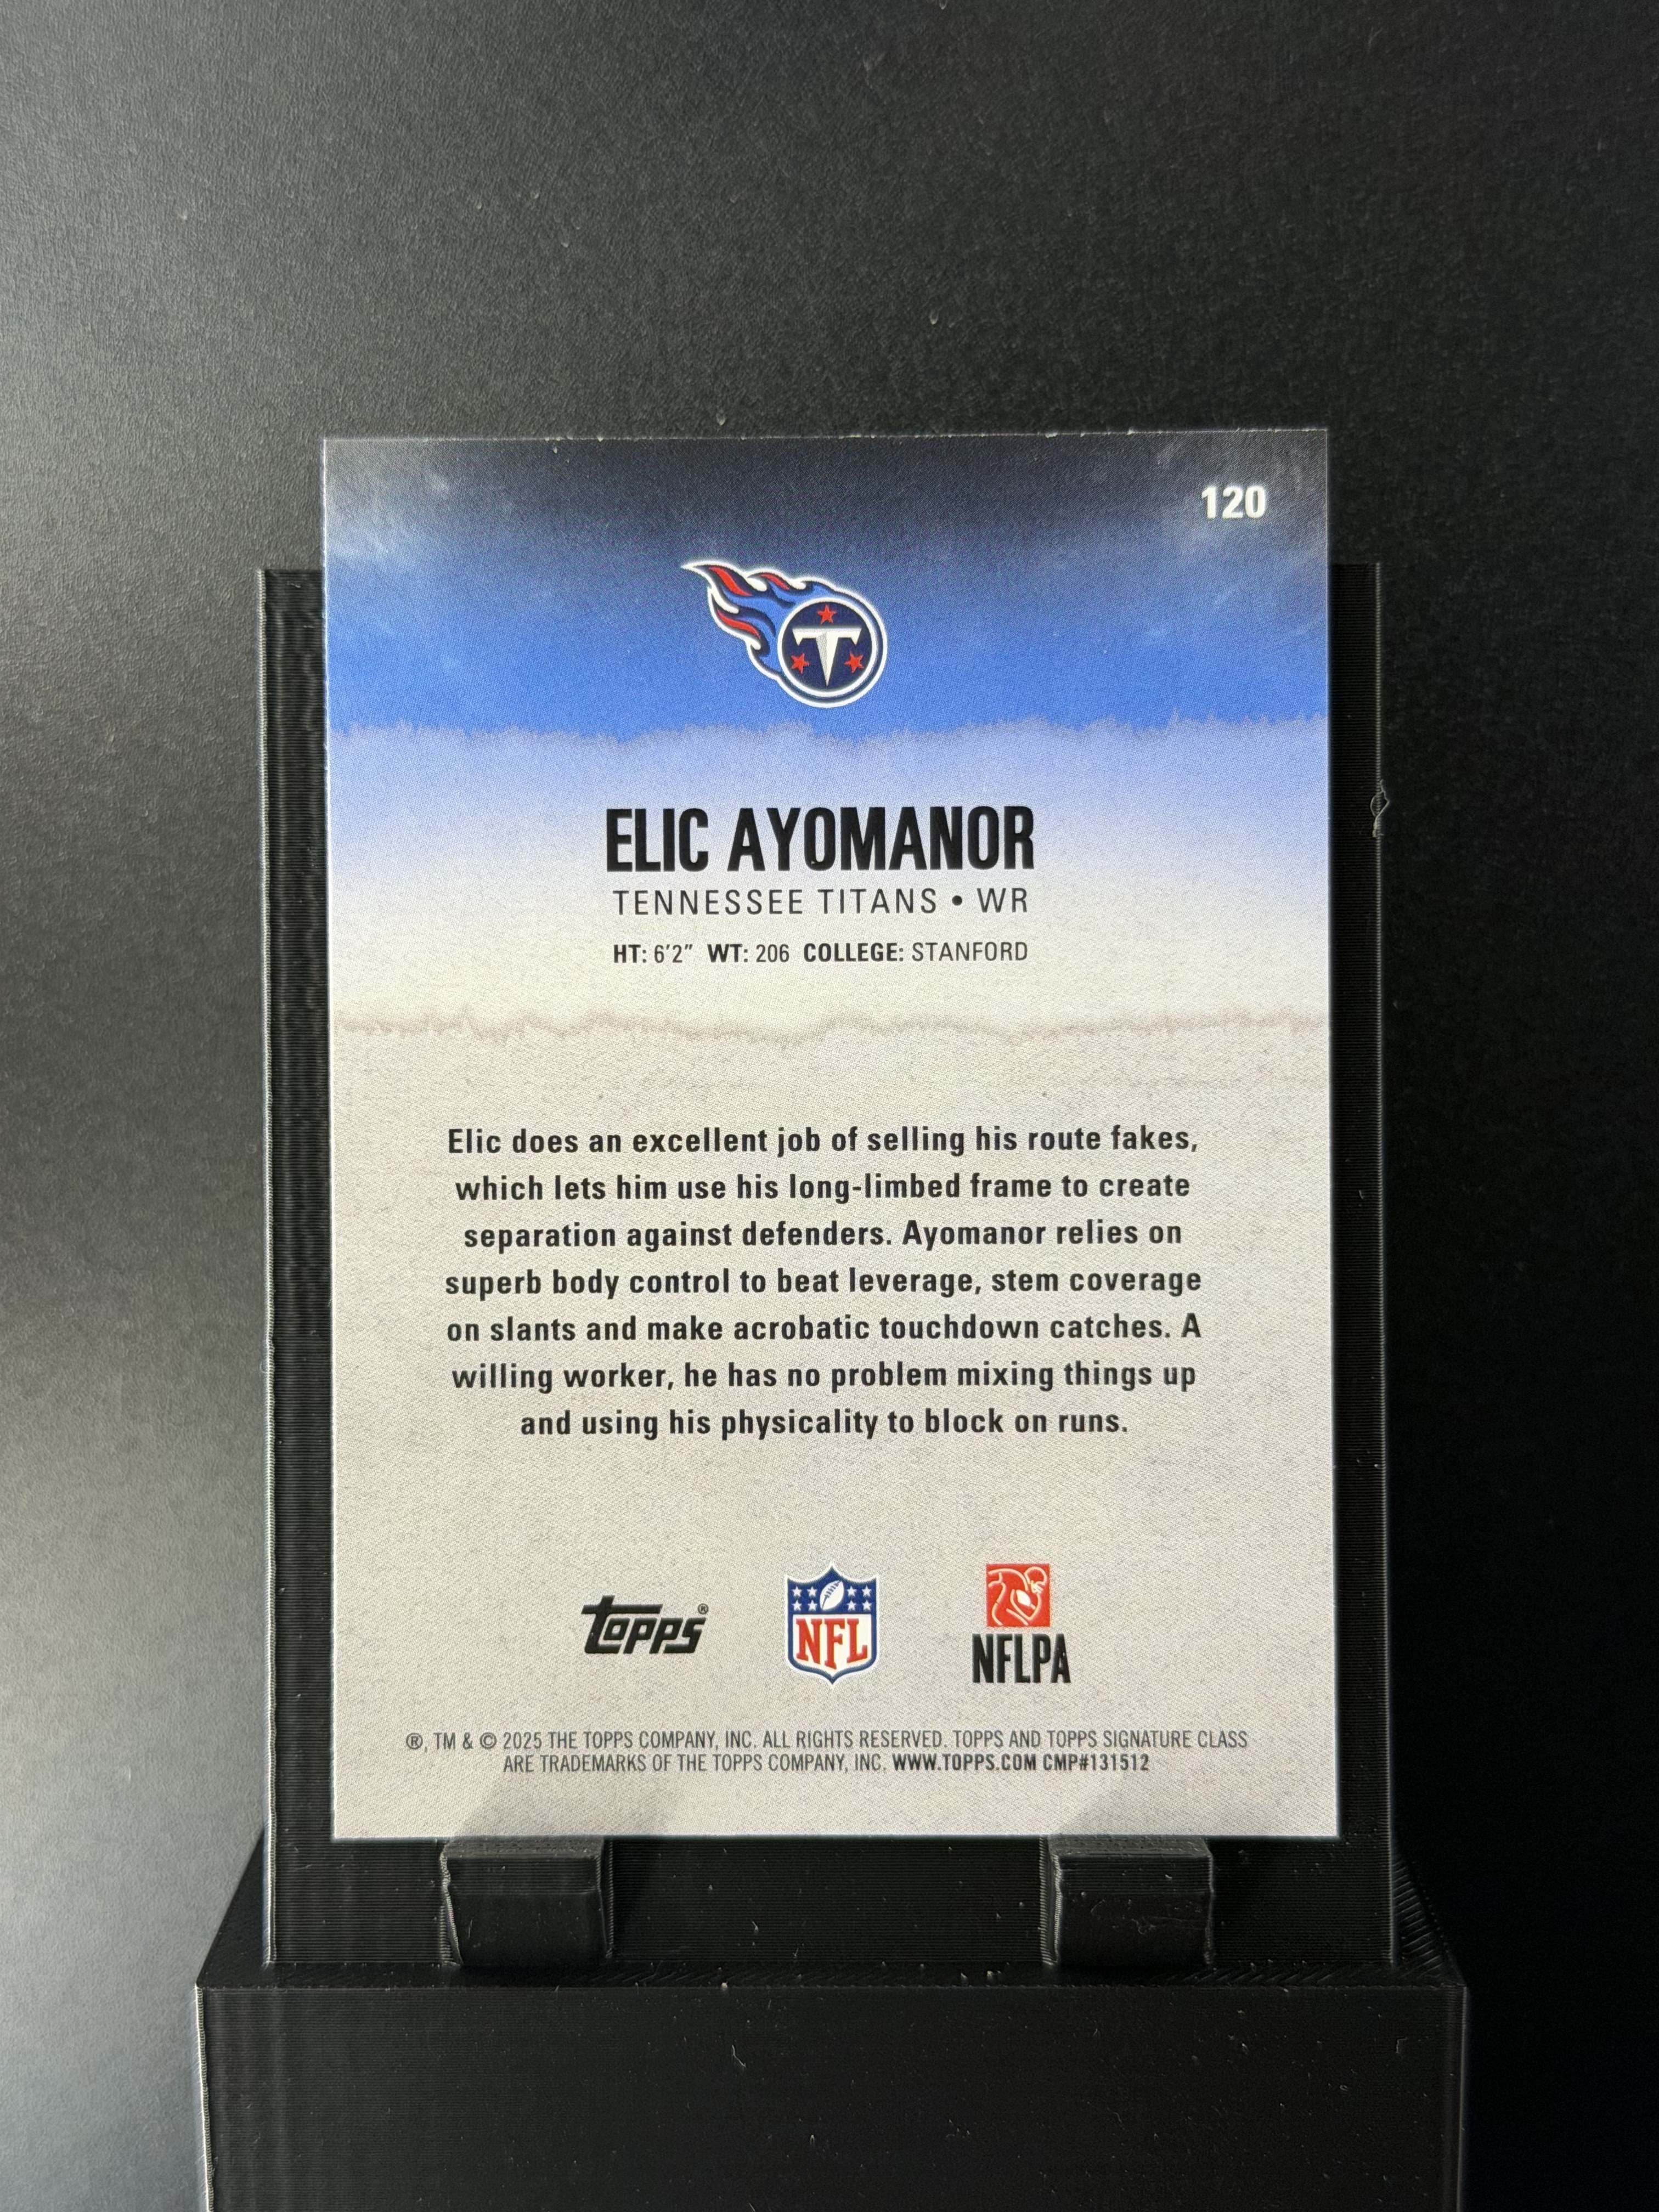 120
T
ELIC AYOMANOR
TENNESSEE TITANS • WR
HT: 6'2" WT: 206 COLLEGE: STANFORD
Elic does an excellent job of selling his route fakes,
which lets him use his long-limbed frame to create
separation against defenders. Ayomanor relies on
superb body control to beat leverage, stem coverage
on slants and make acrobatic touchdown catches. A
willing worker, he has no problem mixing things up
and using his physicality to block on runs.
Topps® NFL NFLPA
®, TM & © 2025 THE TOPPS COMPANY, INC. ALL RIGHTS RESERVED. TOPPS AND TOPPS SIGNATURE CLASS
ARE TRADEMARKS OF THE TOPPS COMPANY, INC. WWW.TOPPS.COM CMP#131512